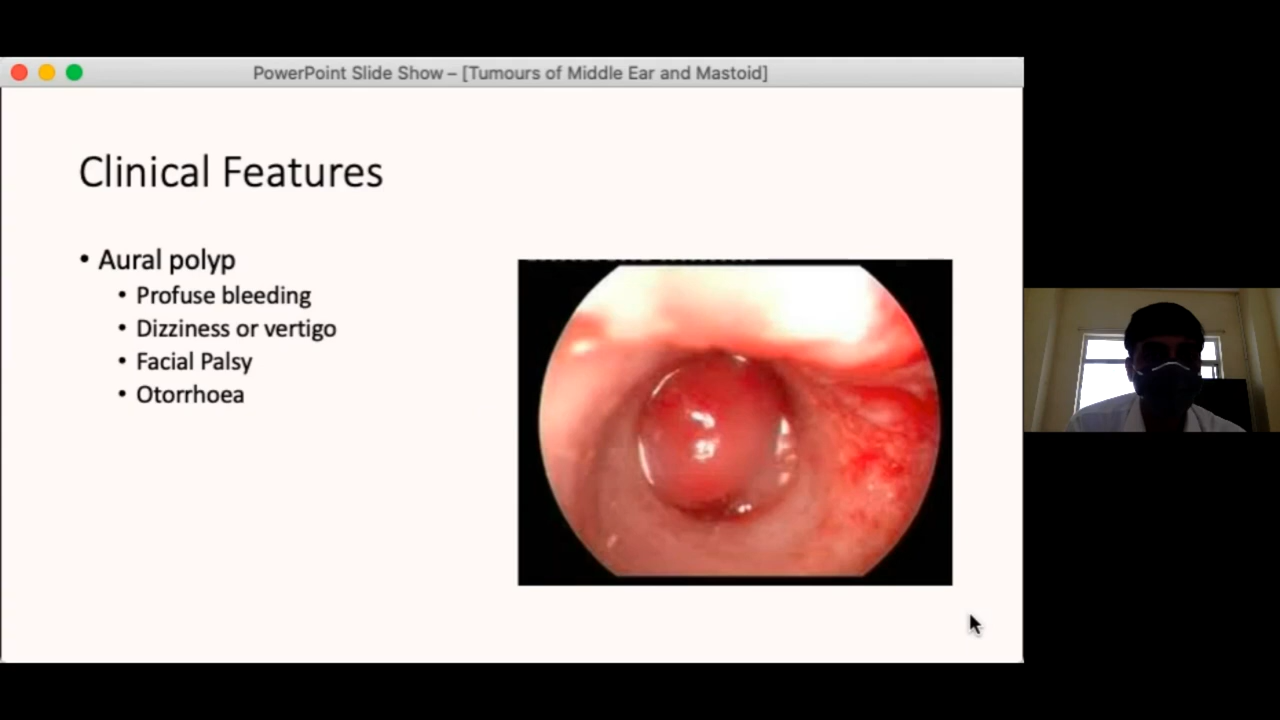 PowerPoint Slide Show – [Tumours of Middle Ear and Mastoid]
Clinical Features
• Aural polyp
• Profuse bleeding
• Dizziness or vertigo
• Facial Palsy
• Otorrhoea